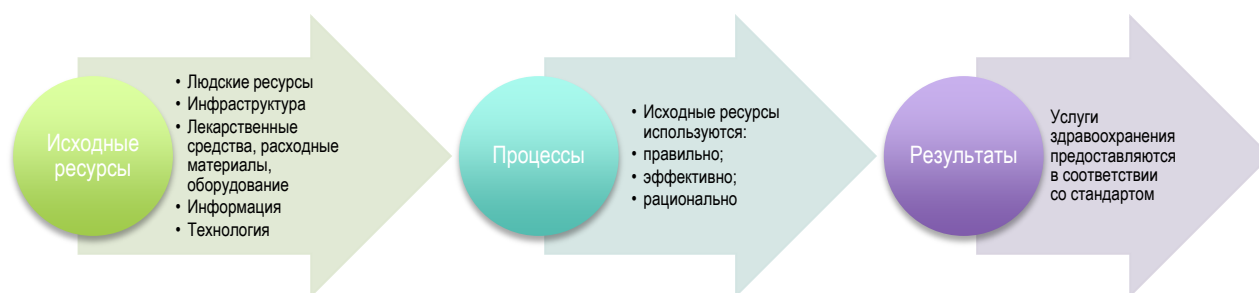 Исходные
ресурсы
• Людские ресурсы
• Инфраструктура
• Лекарственные
средства, расходные
материалы,
оборудование
• Информация
• Технология
Процессы
• Исходные ресурсы
используются:
• правильно;
• эффективно;
• рационально
Результаты
Услуги
здравоохранения
предоставляются
в соответствии
со стандартом